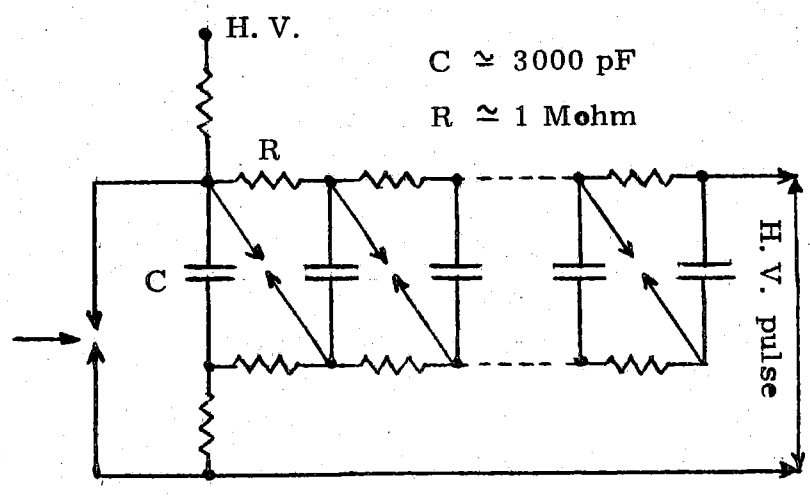 H. V.
C ≃ 3000 pF
R ≃ 1 Mohm
R
C
H. V. pulse